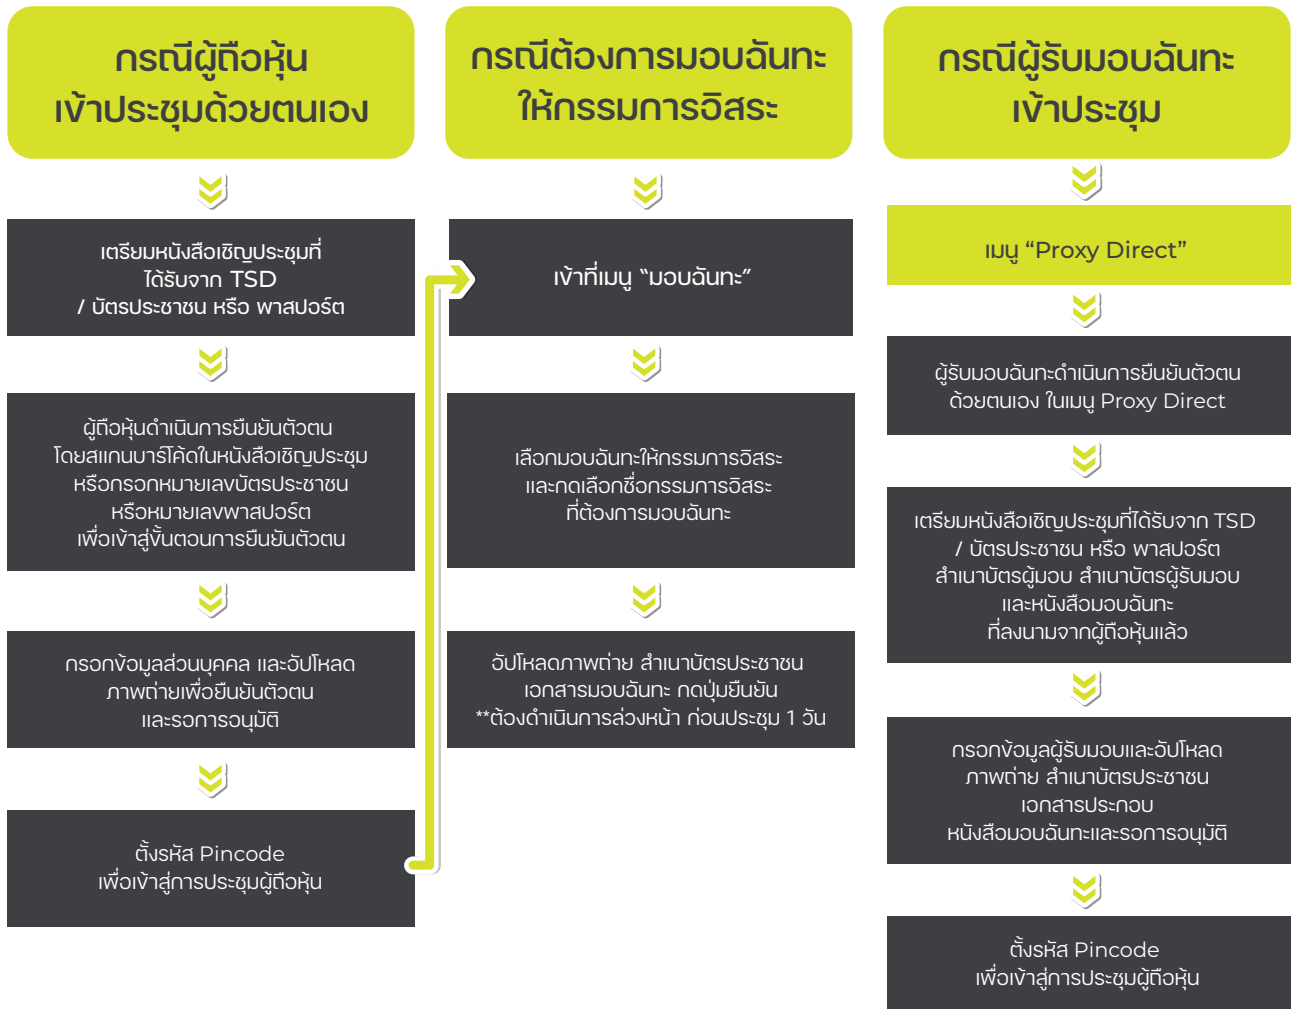 กรณีผู้ถือหุ้น
เข้าประชุมด้วยตนเอง
เตรียมหนังสือเชิญประชุมที่
ได้รับจาก TSD
/ บัตรประชาชน หรือ พาสปอร์ต
ผู้ถือหุ้นดำเนินการยืนยันตัวตน
โดยสแกนบาร์โค้ดในหนังสือเชิญประชุม
หรือกรอกหมายเลขบัตรประชาชน
หรือหมายเลขพาสปอร์ต
เพื่อเข้าสู่ขั้นตอนการยืนยันตัวตน
กรอกข้อมูลส่วนบุคคล และอัปโหลด
ภาพถ่ายเพื่อยืนยันตัวตน
และรอการอนุมัติ
ตั้งรหัส Pincode
เพื่อเข้าสู่การประชุมผู้ถือหุ้น
กรณีต้องการมอบฉันทะ
ให้กรรมการอิสระ
เข้าที่เมนู “มอบฉันทะ”
เลือกมอบฉันทะให้กรรมการอิสระ
และกดเลือกชื่อกรรมการอิสระ
ที่ต้องการมอบฉันทะ
อัปโหลดภาพถ่าย สำเนาบัตรประชาชน
เอกสารมอบฉันทะ กดปุ่มยืนยัน
**ต้องดำเนินการล่วงหน้า ก่อนประชุม 1 วัน
กรณีผู้รับมอบฉันทะ
เข้าประชุม
เมนู “Proxy Direct”
ผู้รับมอบฉันทะดำเนินการยืนยันตัวตน
ด้วยตนเอง ในเมนู Proxy Direct
เตรียมหนังสือเชิญประชุมที่ได้รับจาก TSD
/ บัตรประชาชน หรือ พาสปอร์ต
สำเนาบัตรผู้มอบ สำเนาบัตรผู้รับมอบ
และหนังสือมอบฉันทะ
ที่ลงนามจากผู้ถือหุ้นแล้ว
กรอกข้อมูลผู้รับมอบและอัปโหลด
ภาพถ่าย สำเนาบัตรประชาชน
เอกสารประกอบ
หนังสือมอบฉันทะและรอการอนุมัติ
ตั้งรหัส Pincode
เพื่อเข้าสู่การประชุมผู้ถือหุ้น